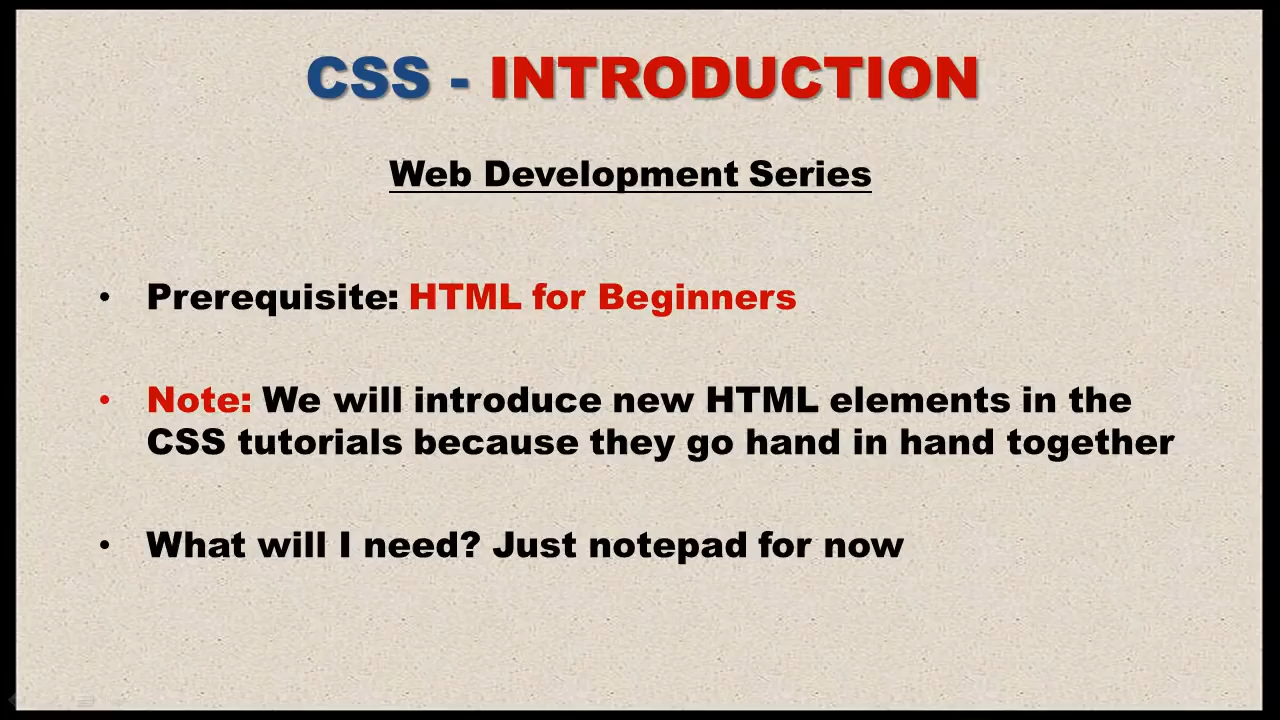 CSS - INTRODUCTION
Web Development Series
• Prerequisite: HTML for Beginners
• Note: We will introduce new HTML elements in the
CSS tutorials because they go hand in hand together
• What will I need? Just notepad for now